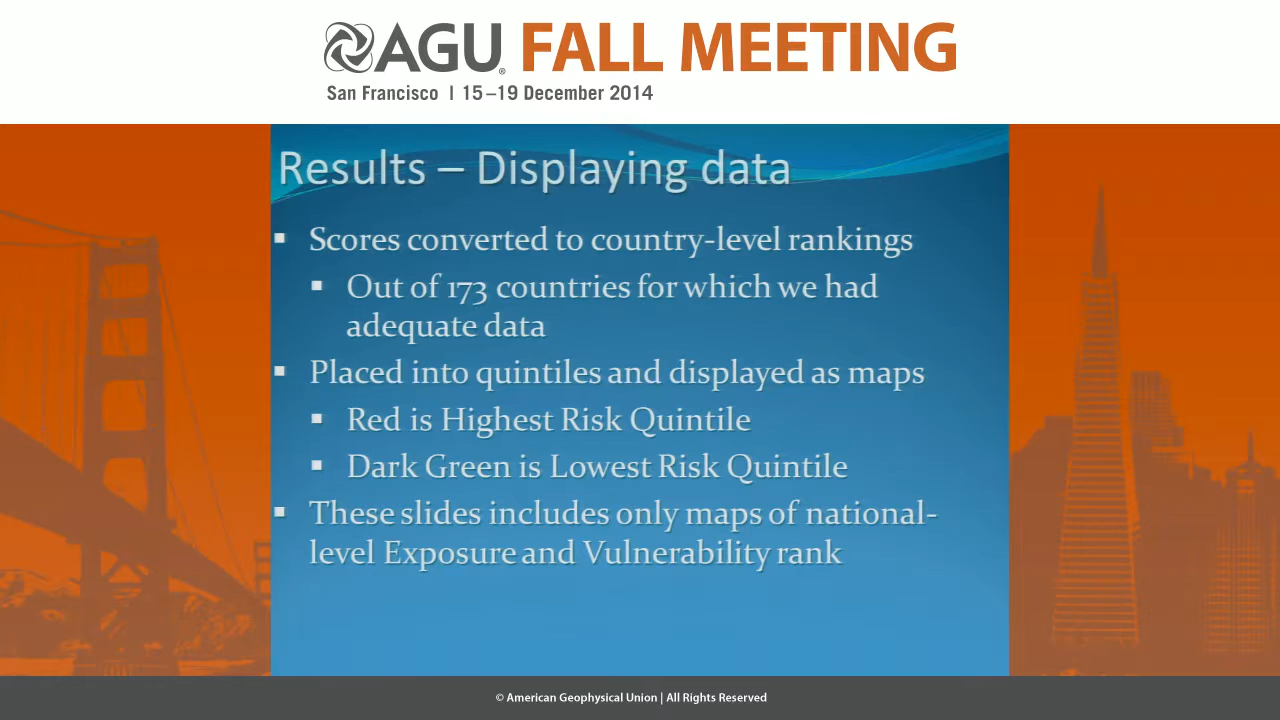 AGU® FALL MEETING
San Francisco | 15–19 December 2014
Results – Displaying data
▪ Scores converted to country-level rankings
▪ Out of 173 countries for which we had
adequate data
▪ Placed into quintiles and displayed as maps
▪ Red is Highest Risk Quintile
▪ Dark Green is Lowest Risk Quintile
▪ These slides includes only maps of national-
level Exposure and Vulnerability rank
© American Geophysical Union | All Rights Reserved